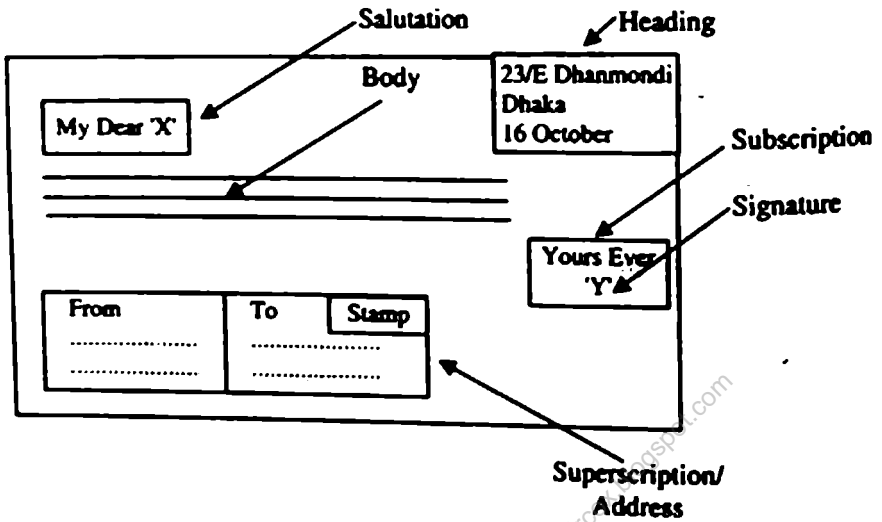 Salutation
Heading
Body
23/E Dhanmondi
Dhaka
16 October
My Dear 'X'
Subscription
Signature
Yours Ever
'Y'
From
To
Stamp
Superscription/
Address